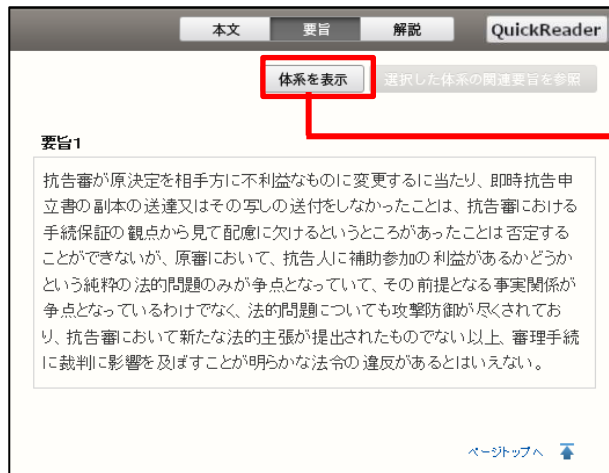 本文 要旨 解説 QuickReader
体系を表示 選択した体系の関連要旨を参照
要旨1
抗告審が原決定を相手方に不利益なものに変更するに当たり、即時抗告申
立書の副本の送達又はその写しの送付をしなかったことは、抗告審における
手続保証の観点から見て配慮に欠けるというところがあったことは否定する
ことができないが、原審において、抗告人に補助参加の利益があるかどうか
という純粋の法的問題のみが争点となっていて、その前提となる事実関係が
争点となっているわけでなく、法的問題についても攻撃防御が尽くされてお
り、抗告審において新たな法的主張が提出されたものでない以上、審理手続
に裁判に影響を及ぼすことが明らかな法令の違反があるとはいえない。
ページトップへ